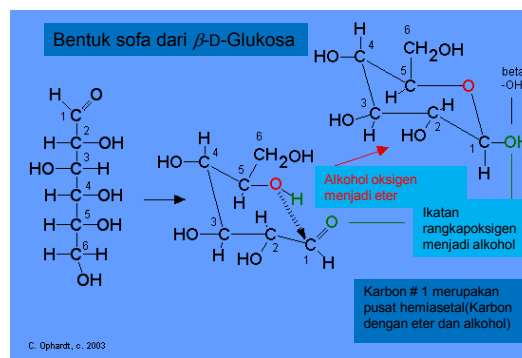 Bentuk sofa dari β-D-Glukosa
H
4
HO
C
6
CH₂OH
5
C
O
H
HO
3
C
H
HO
C
2
H
1
C
H
OH
beta
-OH
H
O
1
C
2
H
C
OH
3
HO
C
H
4
H
C
OH
5
H
C
OH
6
H
C
H
OH
H
4
HO
C
6
CH₂OH
5
C
H
O
H
3
HO
C
H
H
C
2
HO
C
1
H
O
Alkohol oksigen
menjadi eter
Ikatan
rangkapoksigen
menjadi alkohol
Karbon # 1 merupakan
pusat hemiasetal(Karbon
dengan eter dan alkohol)
C. Ophardt, c. 2003